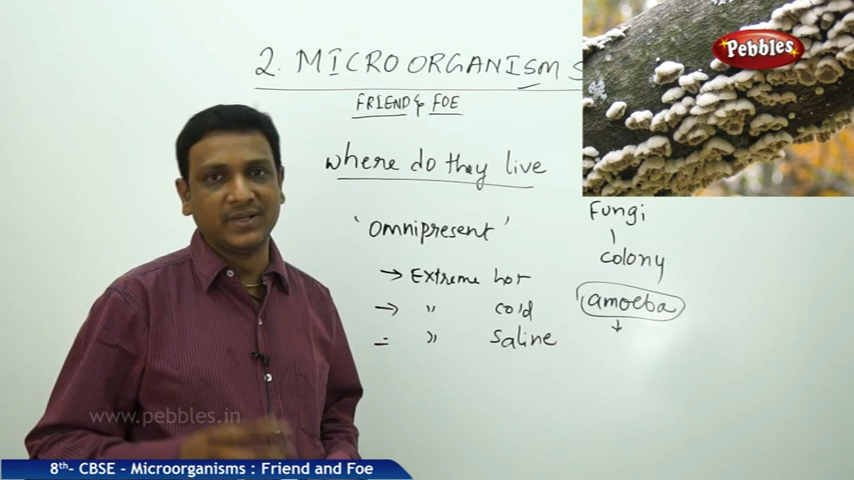 Pebbles
2. MICROORGANISMS
FRIEND & FOE
where do they live
'Omnipresent'
→ Extreme hot
→ " cold
= " Saline
Fungi
colony
amoeba
www.pebbles.in
8th- CBSE - Microorganisms : Friend and Foe